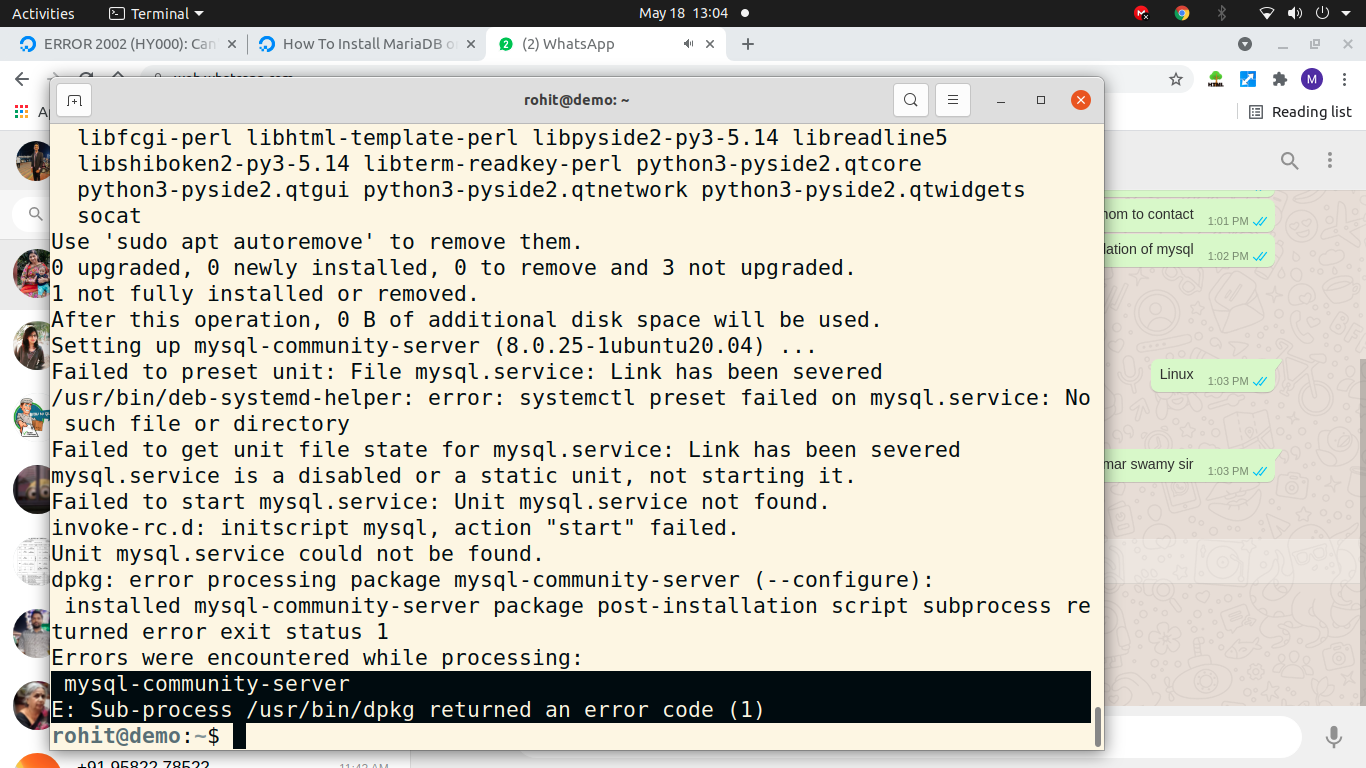 Activities
Terminal
May 18 13:04
ERROR 2002 (HY000): Can
How To Install MariaDB o
2
(2) WhatsApp
M
Reading list
rohit@demo: ~
libfcgi-perl libhtml-template-perl libpyside2-py3-5.14 libreadline5
libshiboken2-py3-5.14 libterm-readkey-perl python3-pyside2.qtcore
python3-pyside2.qtgui python3-pyside2.qtnetwork python3-pyside2.qtwidgets
socat
Use 'sudo apt autoremove' to remove them.
0 upgraded, 0 newly installed, 0 to remove and 3 not upgraded.
1 not fully installed or removed.
After this operation, 0 B of additional disk space will be used.
Setting up mysql-community-server (8.0.25-1ubuntu20.04) ...
Failed to preset unit: File mysql.service: Link has been severed
/usr/bin/deb-systemd-helper: error: systemctl preset failed on mysql.service: No
such file or directory
Failed to get unit file state for mysql.service: Link has been severed
mysql.service is a disabled or a static unit, not starting it.
Failed to start mysql.service: Unit mysql.service not found.
invoke-rc.d: initscript mysql, action "start" failed.
Unit mysql.service could not be found.
dpkg: error processing package mysql-community-server (--configure):
installed mysql-community-server package post-installation script subprocess re
turned error exit status 1
Errors were encountered while processing:
mysql-community-server
E: Sub-process /usr/bin/dpkg returned an error code (1)
rohit@demo:~$
to contact
1:01 PM
of mysql
1:02 PM
Linux
1:03 PM
swamy sir
1:03 PM